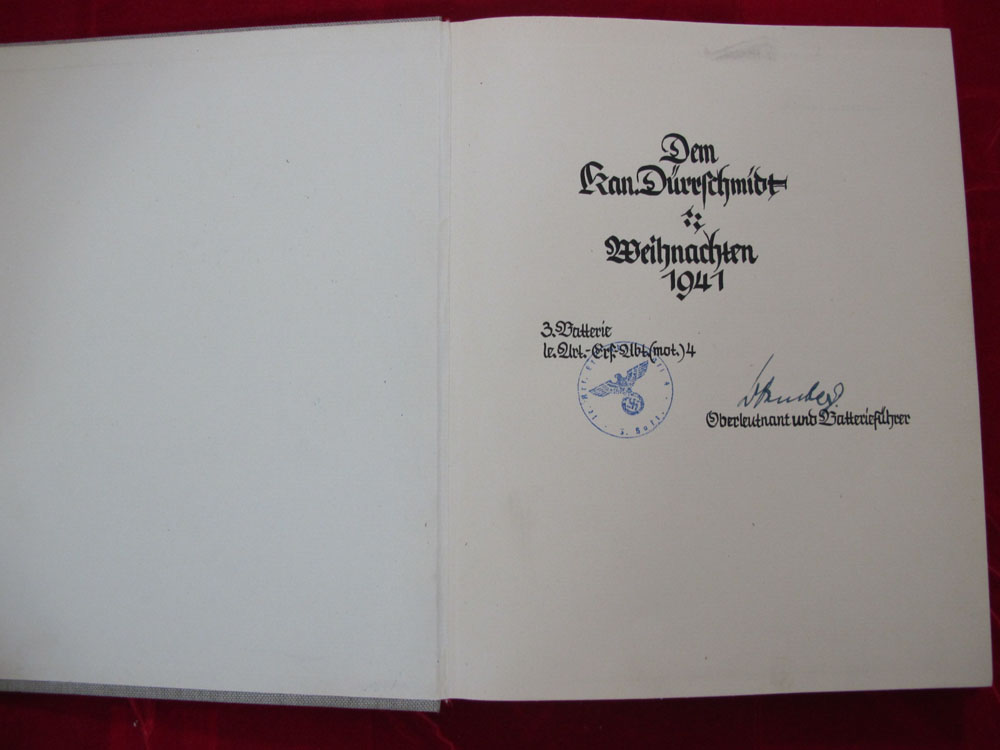 Dem
Kan. Dürrschmidt
Weihnachten
1941
3. Batterie
le. Art.-Ers.-Abt. (mot.) 4
Oberleutnant und Batterieführer